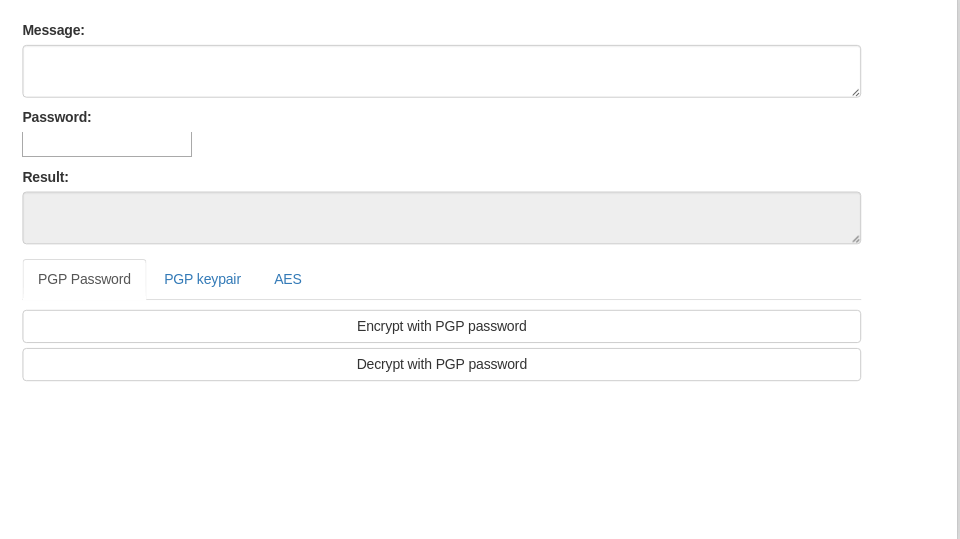 Message:
Password:
Result:
PGP Password PGP keypair AES
Encrypt with PGP password
Decrypt with PGP password